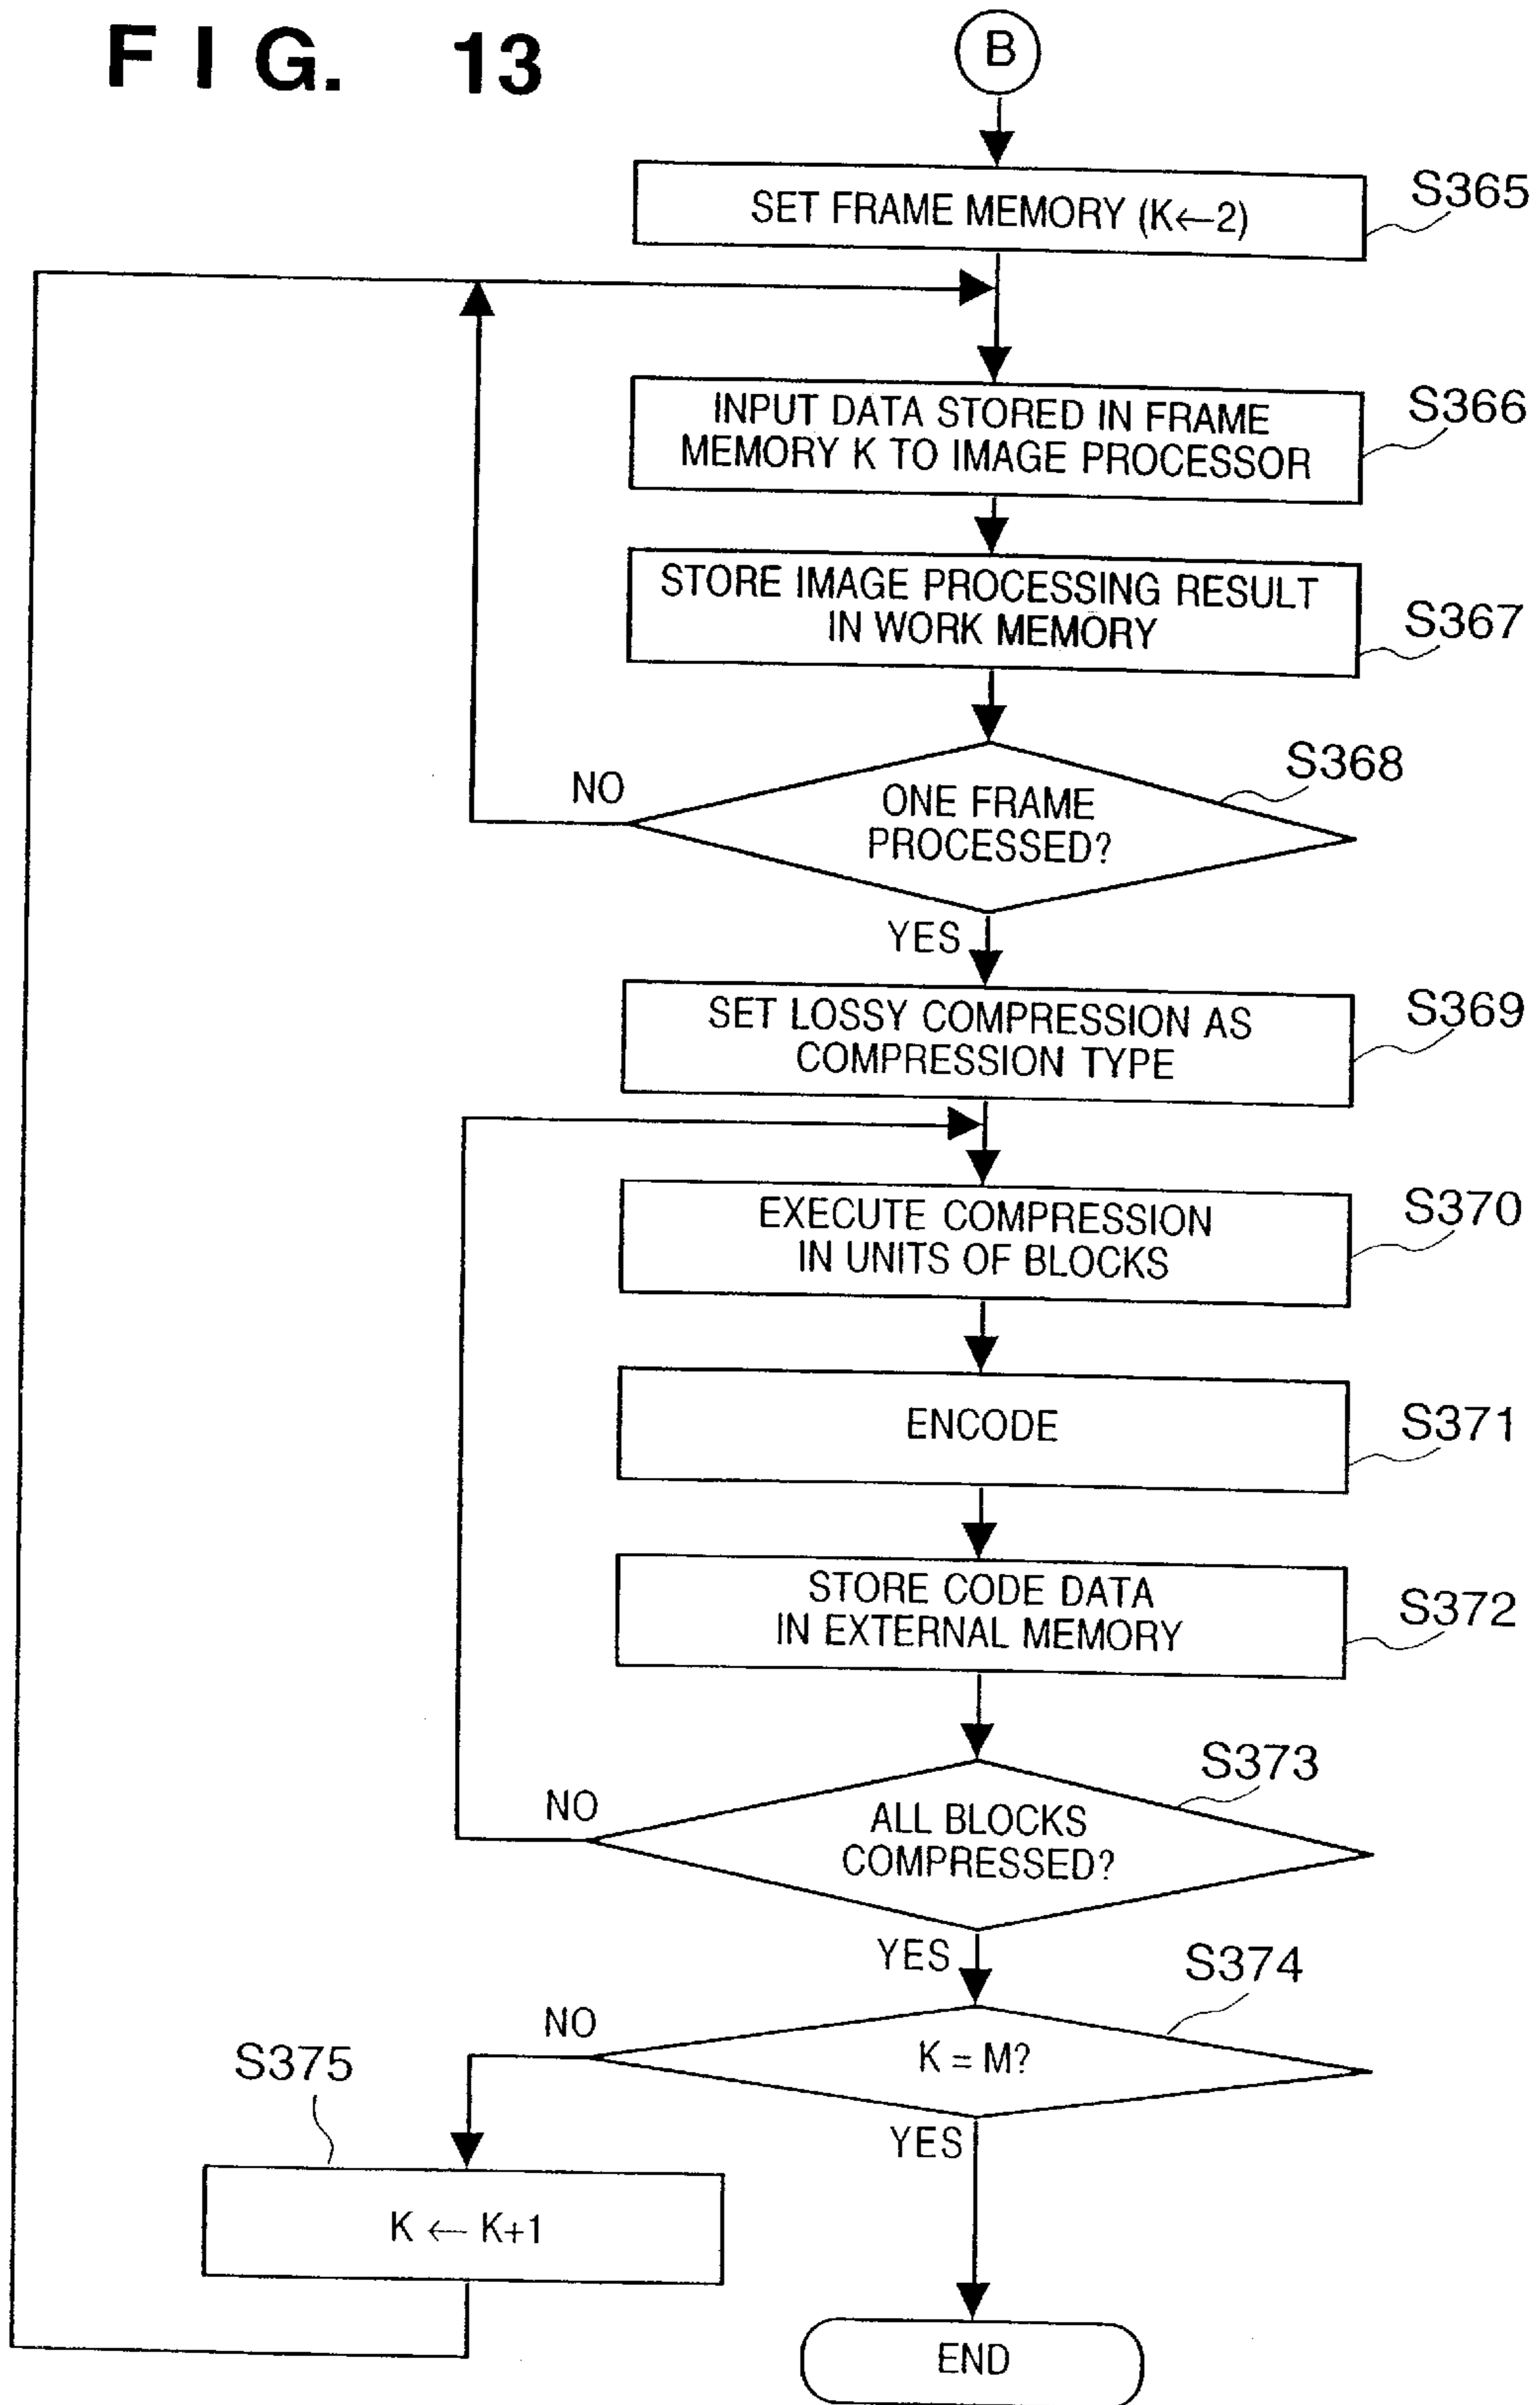 FIG. 13
B
SET FRAME MEMORY (K←2)
S365
INPUT DATA STORED IN FRAME
MEMORY K TO IMAGE PROCESSOR
S366
STORE IMAGE PROCESSING RESULT
IN WORK MEMORY
S367
S368
NO
ONE FRAME
PROCESSED?
YES
SET LOSSY COMPRESSION AS
COMPRESSION TYPE
S369
EXECUTE COMPRESSION
IN UNITS OF BLOCKS
S370
ENCODE
S371
STORE CODE DATA
IN EXTERNAL MEMORY
S372
S373
NO
ALL BLOCKS
COMPRESSED?
YES
S374
NO
K = M?
S375
YES
K ← K+1
END